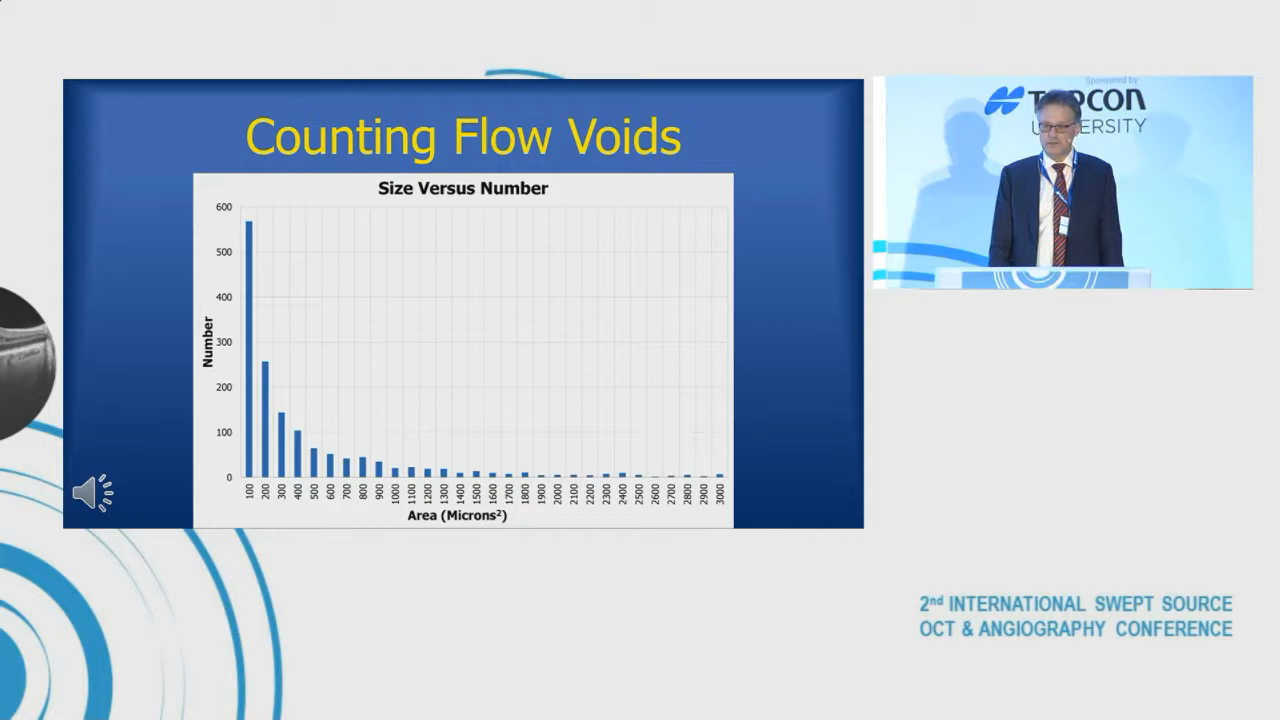 Counting Flow Voids
Size Versus Number
Number
600
500
400
300
200
100
0
100 200 300 400 500 600 700 800 900 1000 1100 1200 1300 1400 1500 1600 1700 1800 1900 2000 2100 2200 2300 2400 2500 2600 2700 2800 2900 3000
Area (Microns²)
Sponsored by
TOPCON
UNIVERSITY
2nd INTERNATIONAL SWEPT SOURCE
OCT & ANGIOGRAPHY CONFERENCE